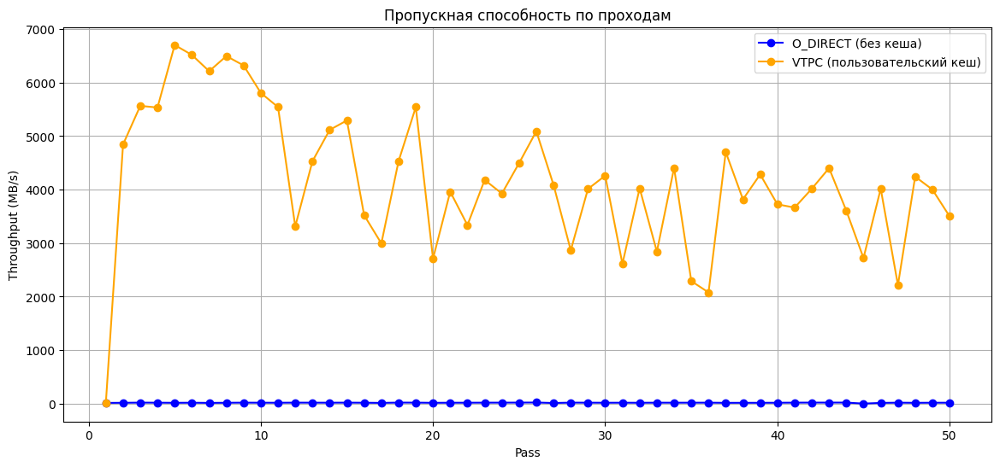 Пропускная способность по проходам
O_DIRECT (без кеша)
VTPC (пользовательский кеш)
Throughput (MB/s)
7000
6000
5000
4000
3000
2000
1000
0
0 10 20 30 40 50
Pass